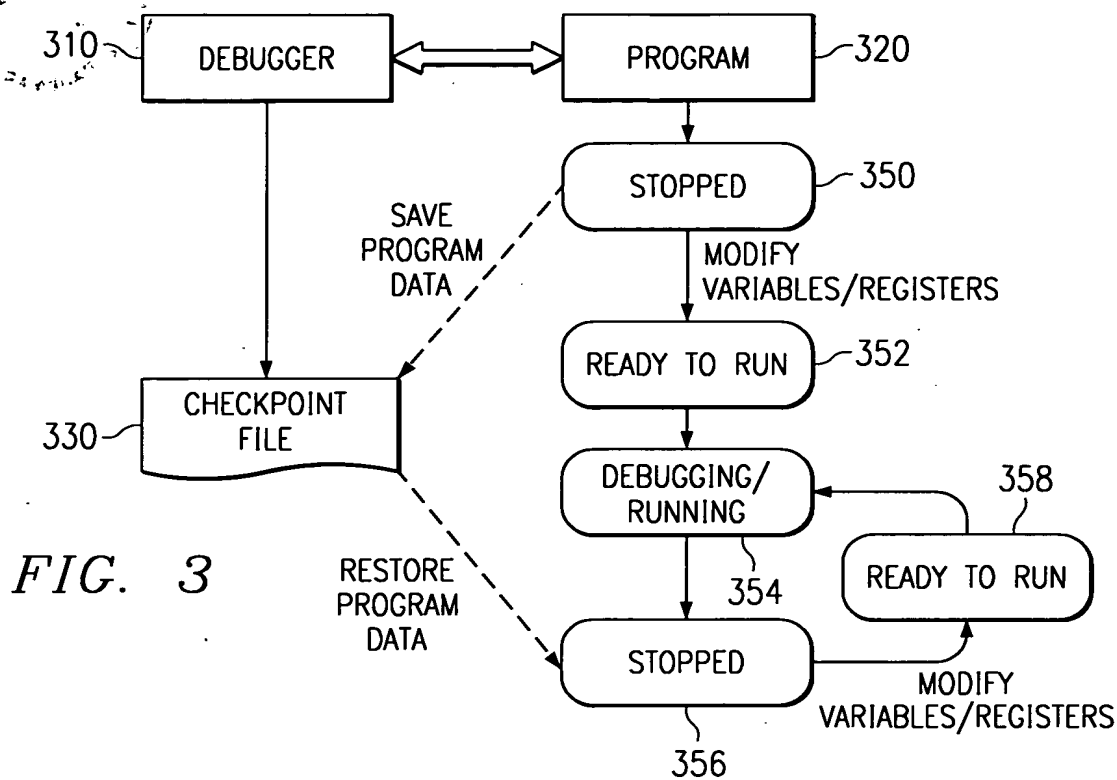 310
DEBUGGER
PROGRAM
320
STOPPED
350
SAVE
PROGRAM
DATA
MODIFY
VARIABLES/REGISTERS
READY TO RUN
352
CHECKPOINT
FILE
330
DEBUGGING/
RUNNING
354
358
READY TO RUN
FIG. 3
RESTORE
PROGRAM
DATA
STOPPED
356
MODIFY
VARIABLES/REGISTERS